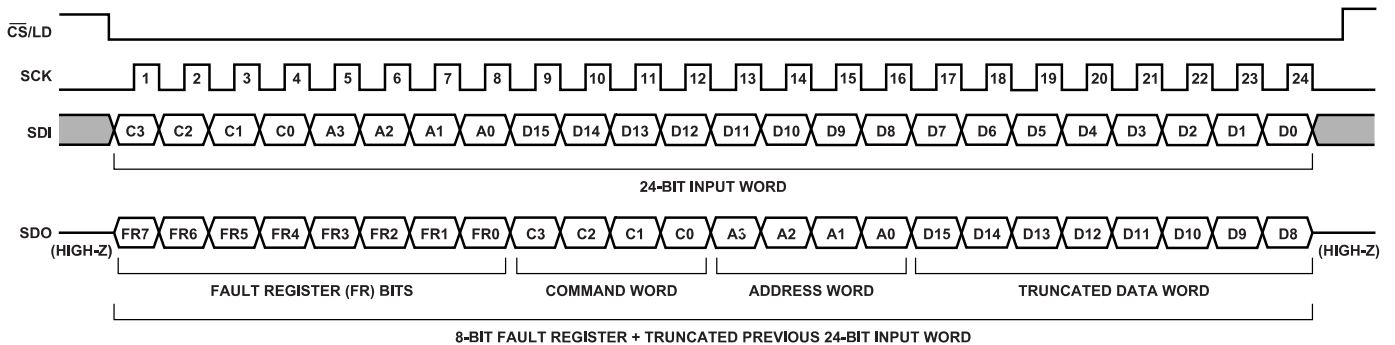 CS/LD
SCK 1 2 3 4 5 6 7 8 9 10 11 12 13 14 15 16 17 18 19 20 21 22 23 24
SDI C3 C2 C1 C0 A3 A2 A1 A0 D15 D14 D13 D12 D11 D10 D9 D8 D7 D6 D5 D4 D3 D2 D1 D0
24-BIT INPUT WORD
SDO FR7 FR6 FR5 FR4 FR3 FR2 FR1 FR0 C3 C2 C1 C0 A3 A2 A1 A0 D15 D14 D13 D12 D11 D10 D9 D8
(HIGH-Z) (HIGH-Z)
FAULT REGISTER (FR) BITS COMMAND WORD ADDRESS WORD TRUNCATED DATA WORD
8-BIT FAULT REGISTER + TRUNCATED PREVIOUS 24-BIT INPUT WORD